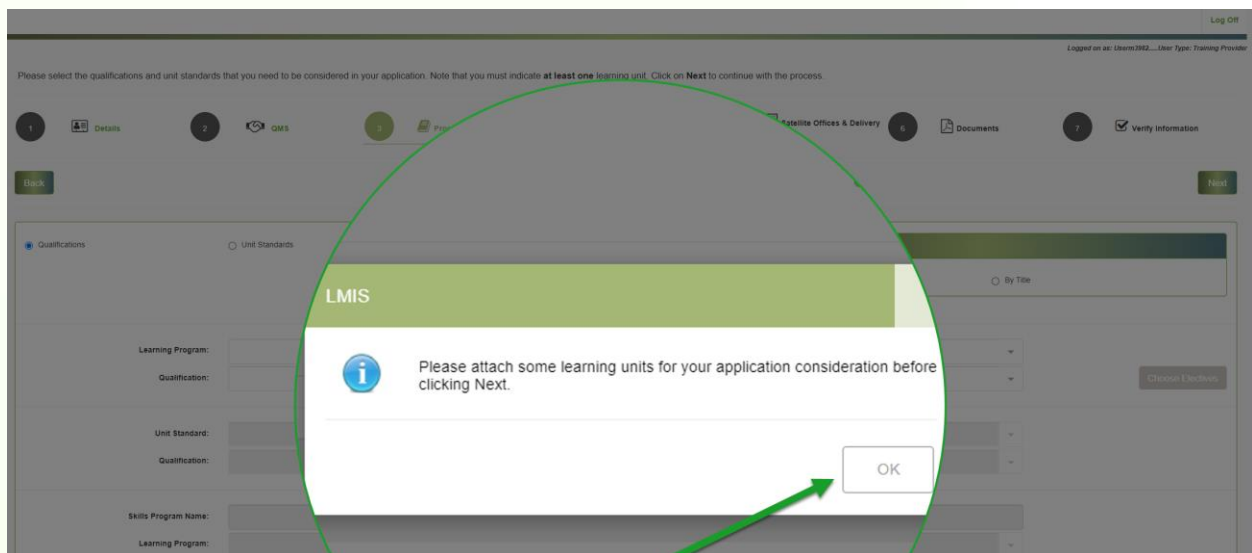 Log Off
Logged on as: Userm3982.....User Type: Training Provider
Please select the qualifications and unit standards that you need to be considered in your application. Note that you must indicate at least one learning unit. Click on Next to continue with the process.
1 Details 2 QMS 3 Satellite Offices & Delivery 6 Documents 7 Verify Information
Back Next
Qualifications Unit Standards
By Title
LMIS
Learning Program:
Please attach some learning units for your application consideration before
Qualification: Choose Electives
clicking Next.
Unit Standard:
Qualification:
OK
Skills Program Name:
Learning Program: